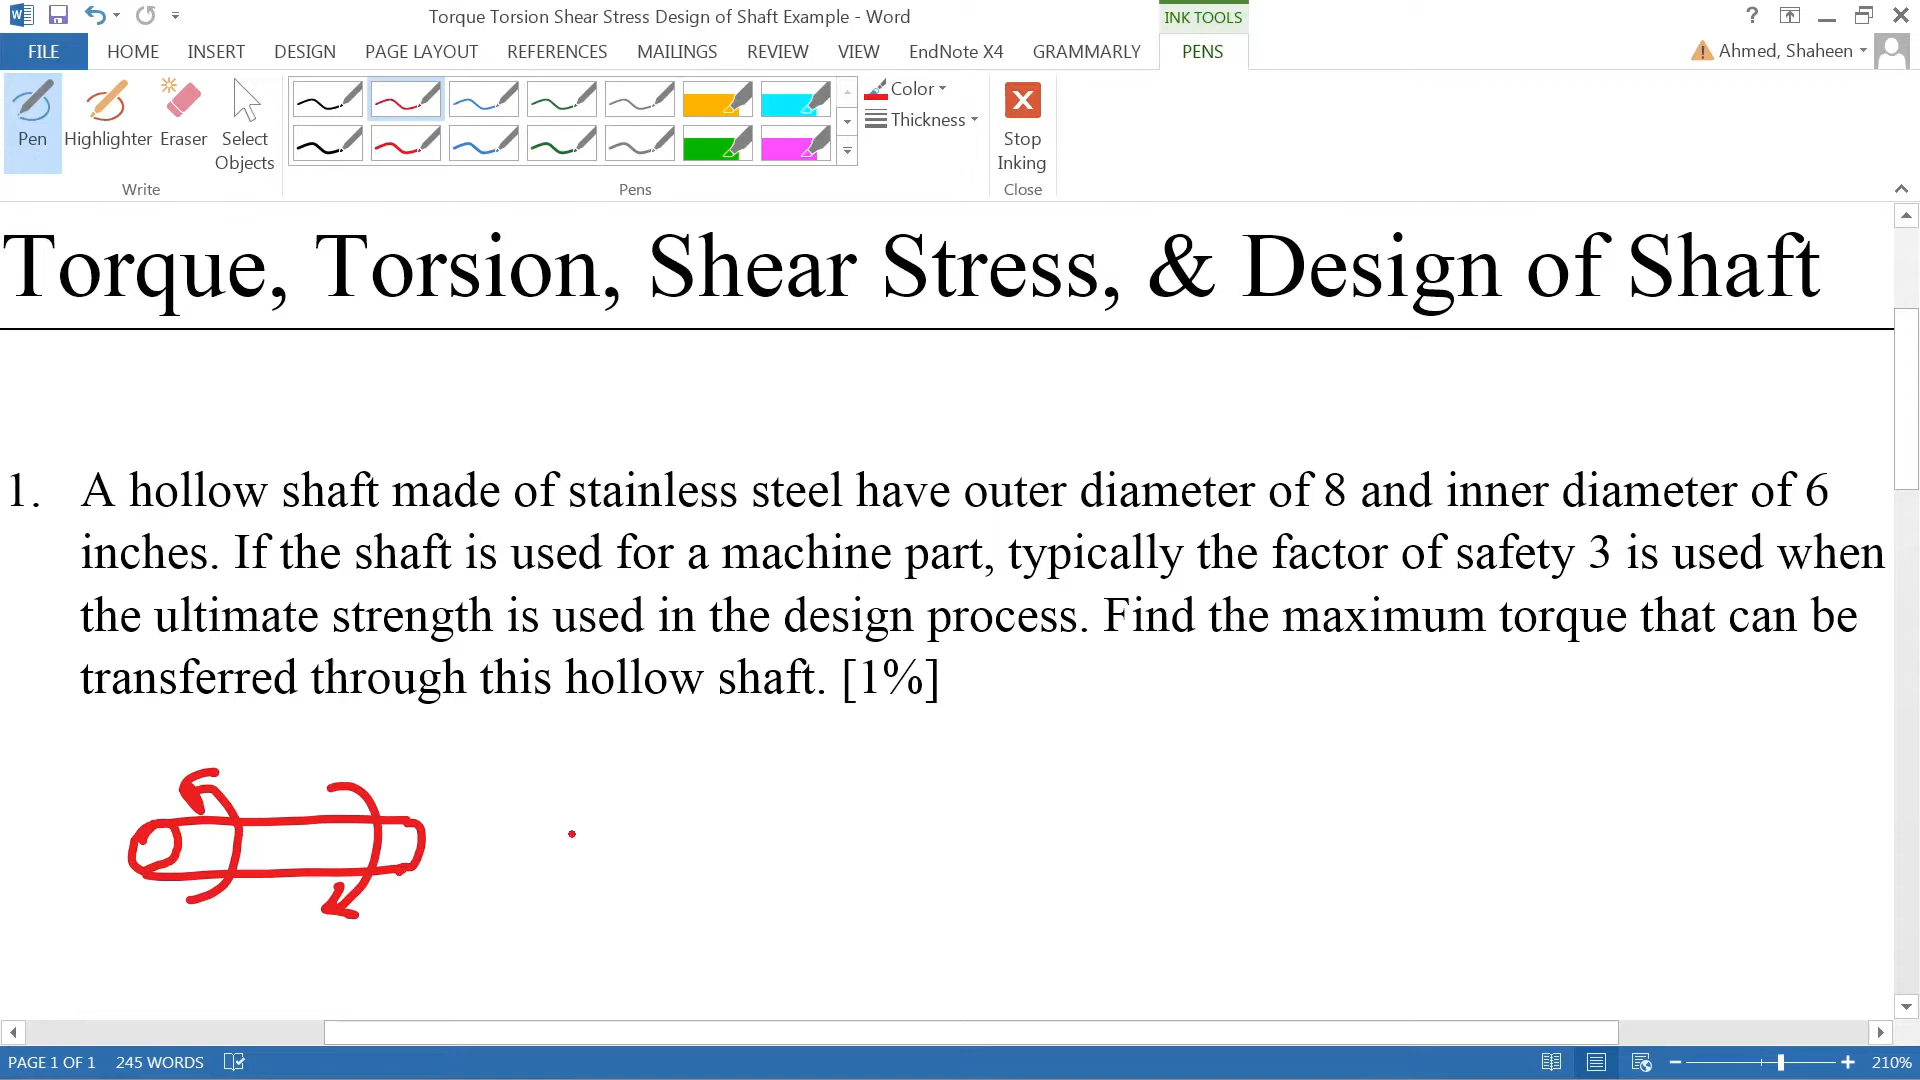 Torque Torsion Shear Stress Design of Shaft Example - Word
INK TOOLS
?
FILE HOME INSERT DESIGN PAGE LAYOUT REFERENCES MAILINGS REVIEW VIEW EndNote X4 GRAMMARLY PENS
Ahmed, Shaheen
Pen
Highlighter
Eraser
Select
Objects
Write
Pens
Color
Thickness
Stop
Inking
Close
Torque, Torsion, Shear Stress, & Design of Shaft
1. A hollow shaft made of stainless steel have outer diameter of 8 and inner diameter of 6
inches. If the shaft is used for a machine part, typically the factor of safety 3 is used when
the ultimate strength is used in the design process. Find the maximum torque that can be
transferred through this hollow shaft. [1%]
PAGE 1 OF 1 245 WORDS
210%